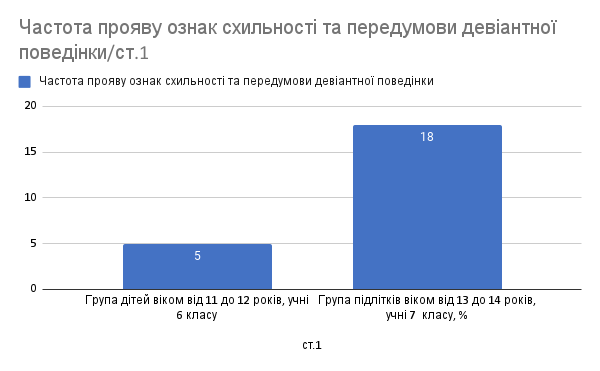 Частота прояву ознак схильності та передумови девіантної
поведінки/ст.1
Частота прояву ознак схильності та передумови девіантної поведінки
20
15
10
5
0
5
18
Група дітей віком від 11 до 12 років, учні
6 класу
Група підлітків віком від 13 до 14 років,
учні 7 класу, %
ст.1